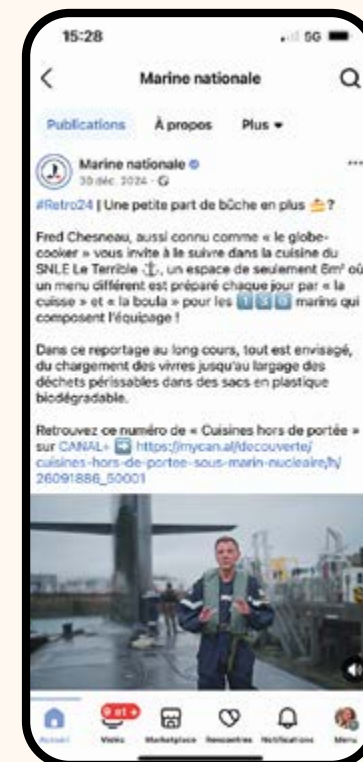 15:28
5G
Marine nationale
Publications À propos Plus
Marine nationale
30 déc. 2024
#Retro24 | Une petite part de bûche en plus ?
Fred Chesneau, aussi connu comme « le globe-
cooker » vous invite à le suivre dans la cuisine du
SNLE Le Terrible ⚓, un espace de seulement 6m² où
un menu différent est préparé chaque jour par « la
cuisse » et « la boula » pour les 1️⃣3️⃣0️⃣ marins qui
composent l'équipage !
Dans ce reportage au long cours, tout est envisagé,
du chargement des vivres jusqu'au largage des
déchets périssables dans des sacs en plastique
biodégradable.
Retrouvez ce numéro de « Cuisines hors de portée »
sur CANAL+ ➡️ https://mycan.al/decouverte/
cuisines-hors-de-portee-sous-marin-nucleaire/h/
26091886_50001
9 et +
Accueil Vidéo Marketplace Rencontres Notifications Menu